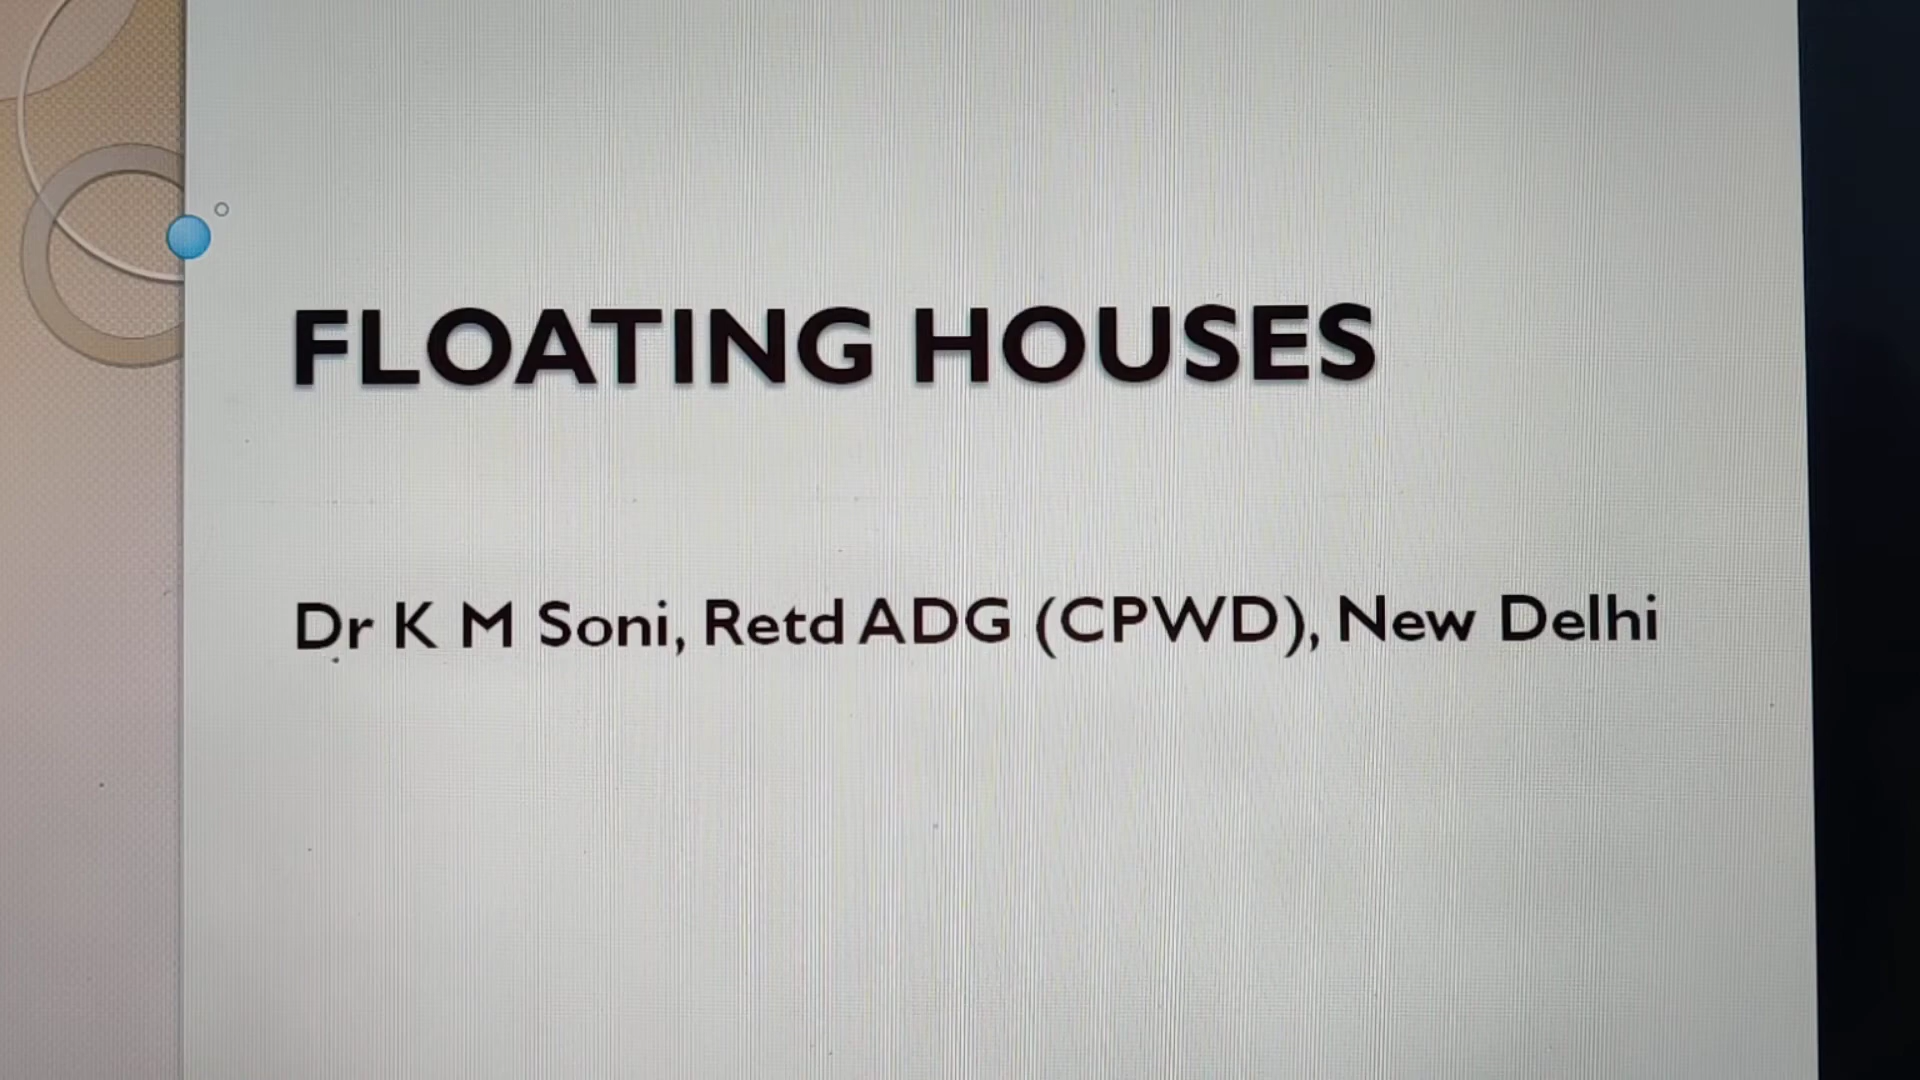 FLOATING HOUSES
Dr K M Soni, Retd ADG (CPWD), New Delhi